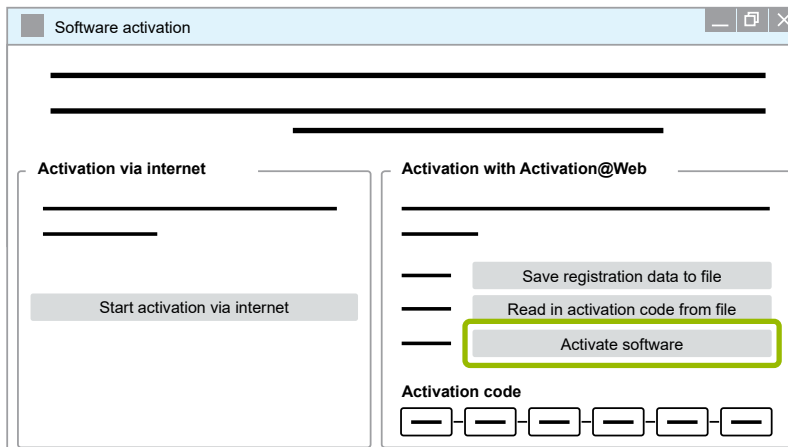 Software activation
Activation via internet
Start activation via internet
Activation with Activation@Web
Save registration data to file
Read in activation code from file
Activate software
Activation code